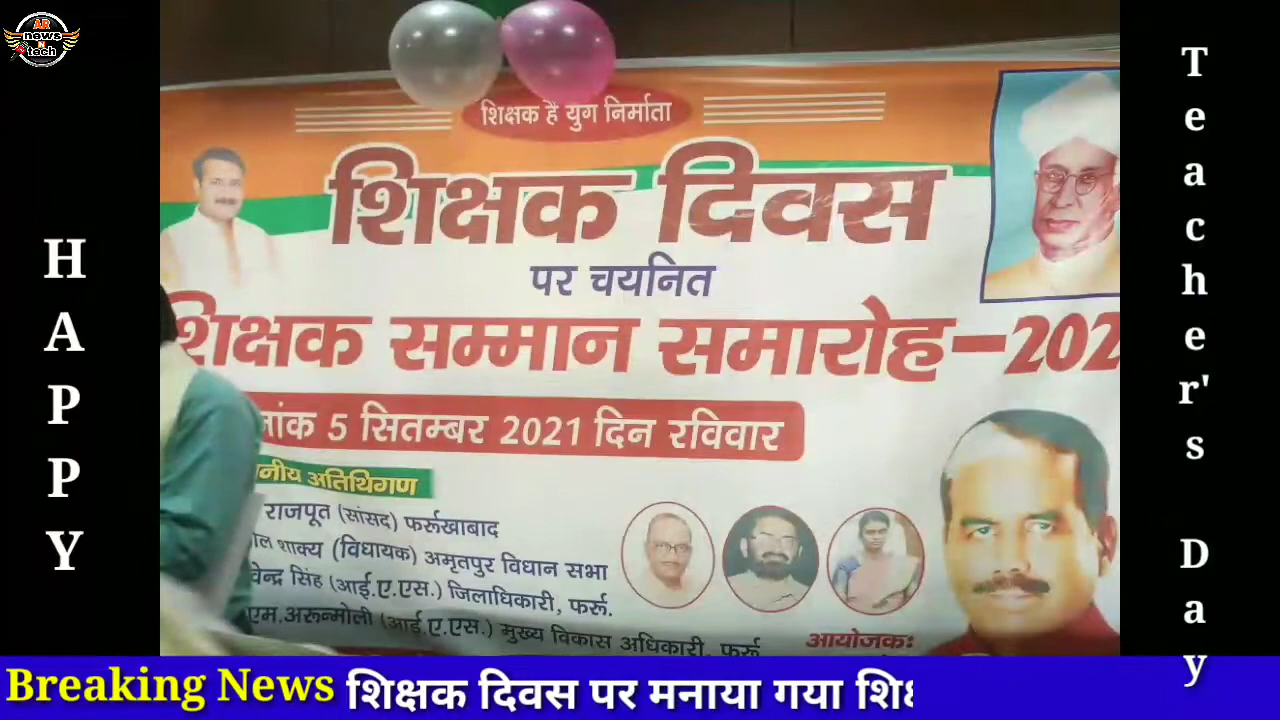 AR
news
N
tech
HAPPY
Teacher's Day
शिक्षक हैं युग निर्माता
शिक्षक दिवस
पर चयनित
शिक्षक सम्मान समारोह-202
नांक 5 सितम्बर 2021 दिन रविवार
नीय अतिथिगण
राजपूत (सांसद) फर्रूखाबाद
शाक्य (विधायक) अमृतपुर विधान सभा
वेन्द्र सिंह (आई.ए.एस.) जिलाधिकारी, फर्रू.
एम.अरून्मोली (आई.ए.एस.) मुख्य विकास अधिकारी, फर्रू
आयोजकः
Breaking News शिक्षक दिवस पर मनाया गया